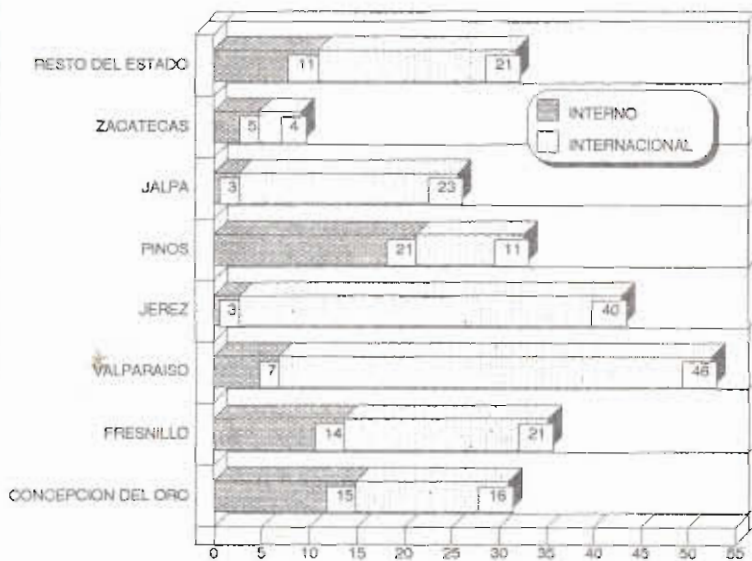 RESTO DEL ESTADO 11 21
INTERNO
INTERNACIONAL
ZACATECAS 5 4
JALPA 3 23
PINOS 21 11
JEREZ 3 40
VALPARAISO 7 46
FRESNILLO 14 21
CONCEPCION DEL ORO 15 16
0 5 10 15 20 25 30 35 40 45 50 55